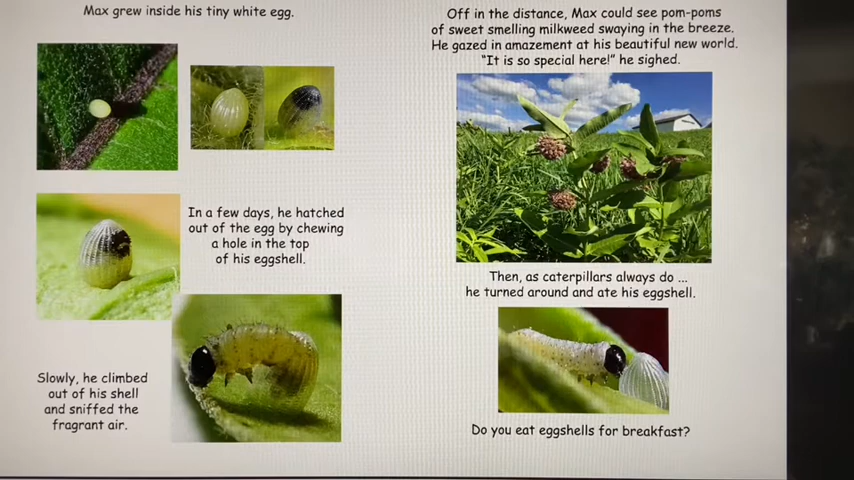 Max grew inside his tiny white egg.
In a few days, he hatched
out of the egg by chewing
a hole in the top
of his eggshell.
Slowly, he climbed
out of his shell
and sniffed the
fragrant air.
Off in the distance, Max could see pom-poms
of sweet smelling milkweed swaying in the breeze.
He gazed in amazement at his beautiful new world.
“It is so special here!” he sighed.
Then, as caterpillars always do ...
he turned around and ate his eggshell.
Do you eat eggshells for breakfast?